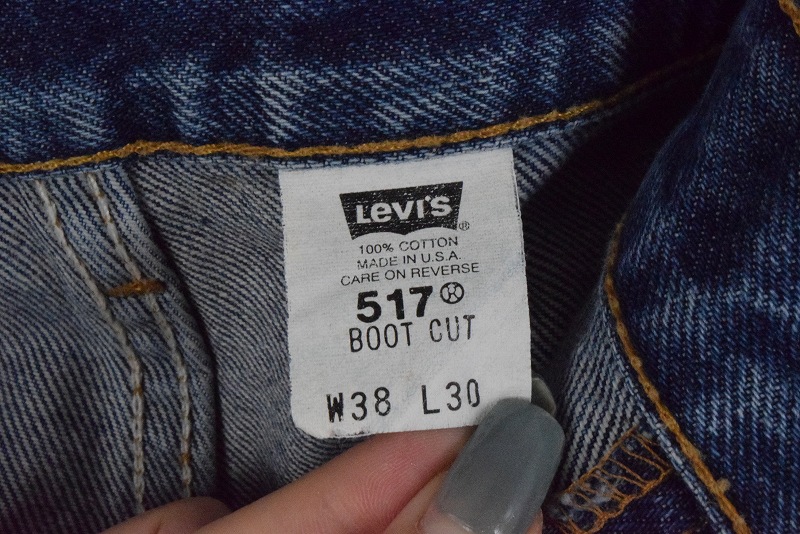 Levi's®
100% COTTON
MADE IN U.S.A.
CARE ON REVERSE
517
BOOT CUT
W38 L30